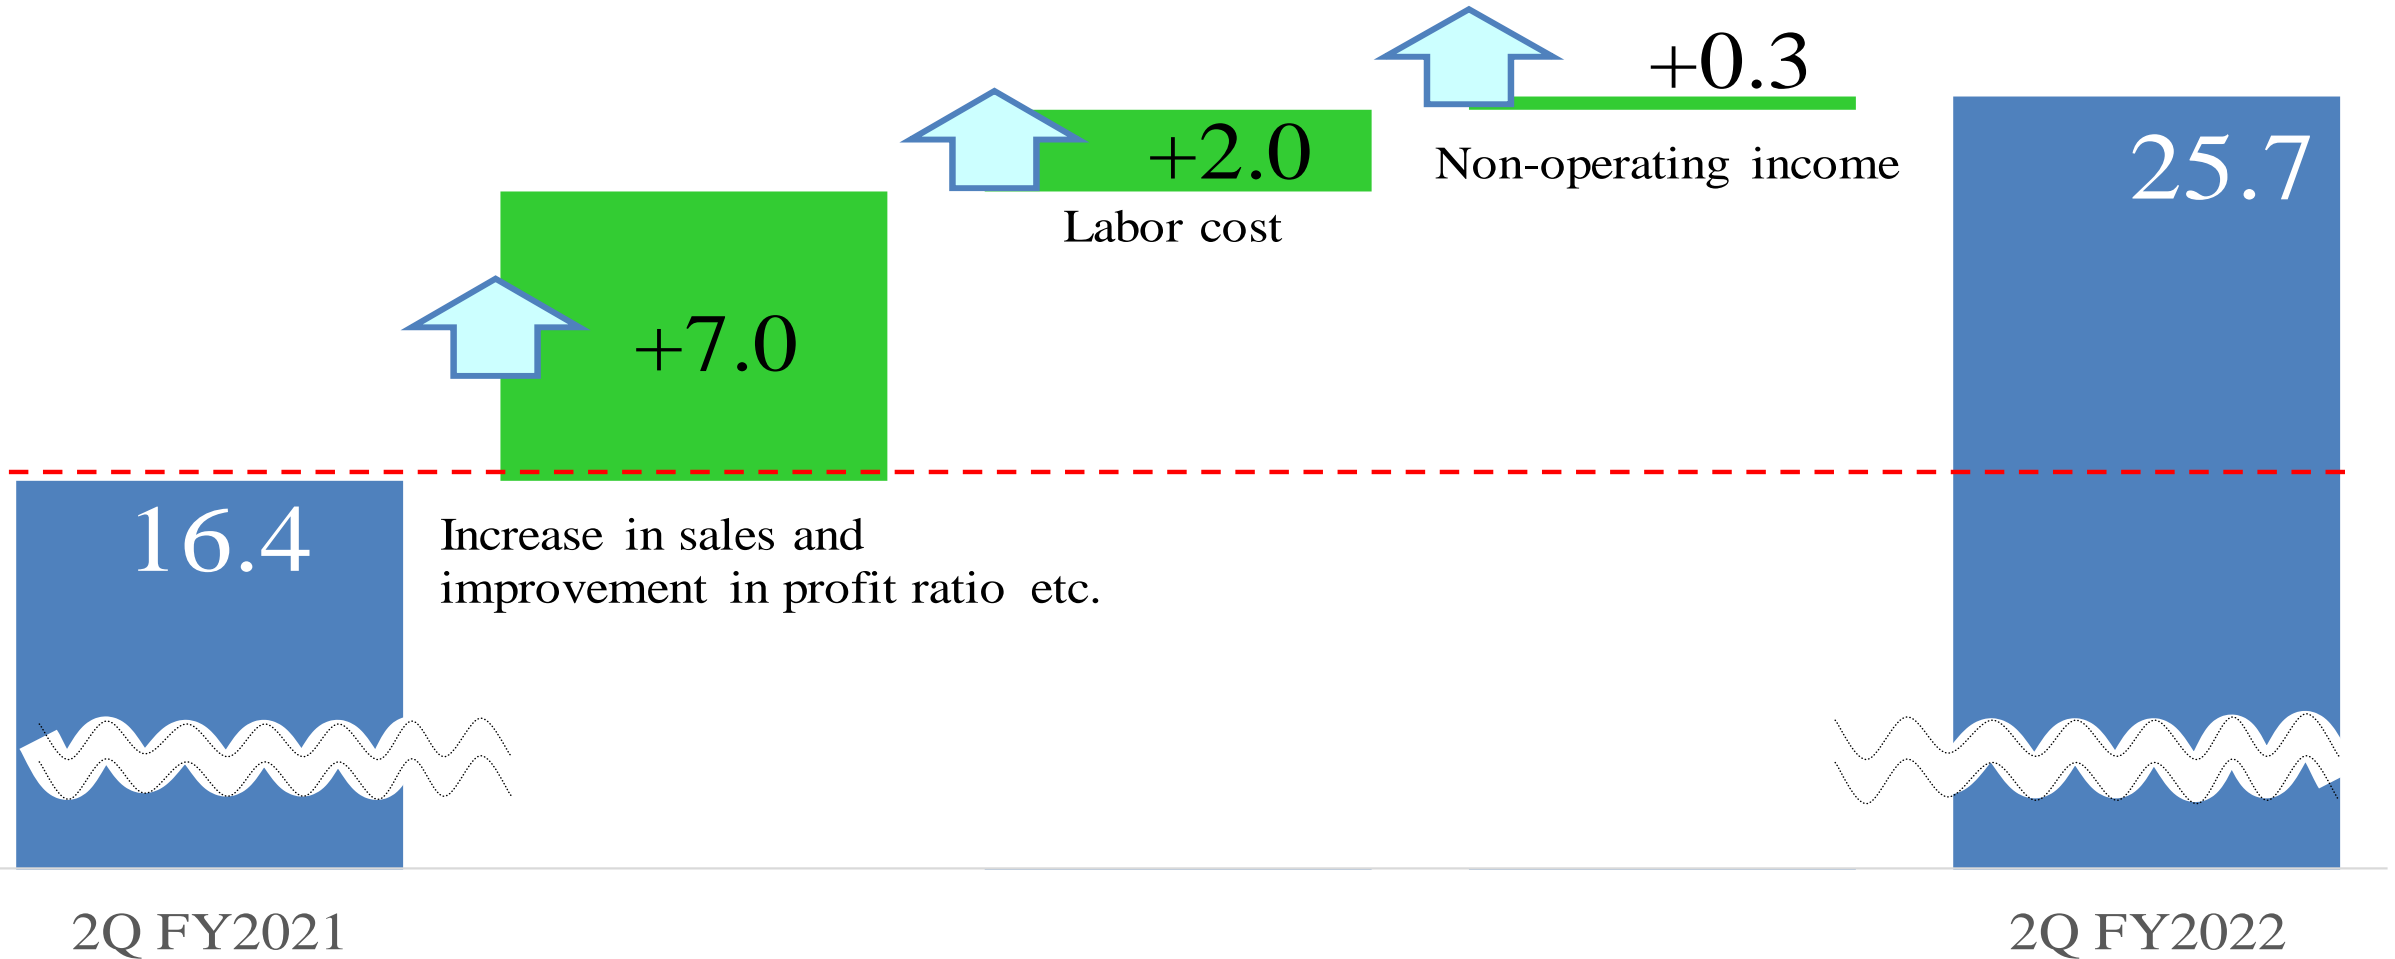 +0.3
+2.0
Non-operating income
25.7
Labor cost
+7.0
16.4
Increase in sales and
improvement in profit ratio etc.
2Q FY2021
2Q FY2022